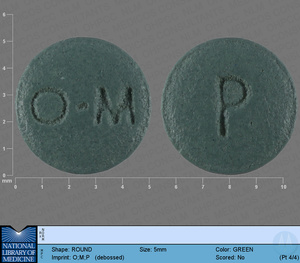 O-M P
mm
0 1 2 3 4 5 6 7 8 9 10
NATIONAL
LIBRARY OF
MEDICINE
Shape: ROUND Size: 5mm Color: GREEN
Imprint: O;M;P (debossed) Scored: No (Pt 4/4)